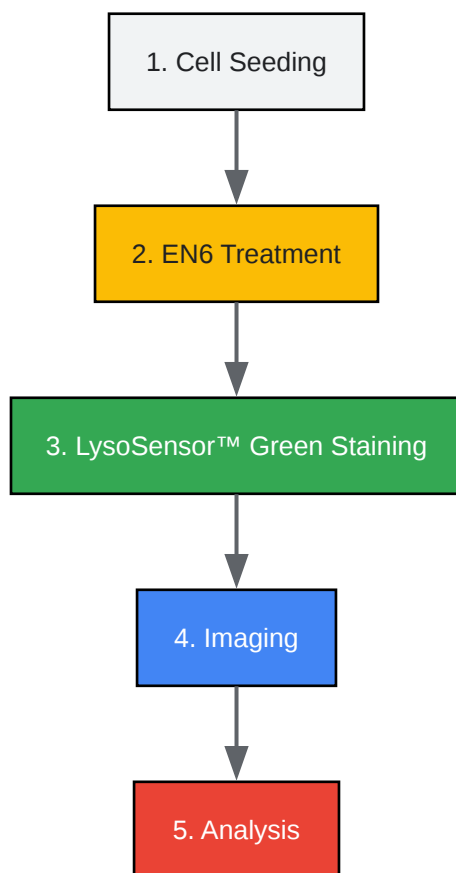 1. Cell Seeding
2. EN6 Treatment
3. LysoSensor™ Green Staining
4. Imaging
5. Analysis